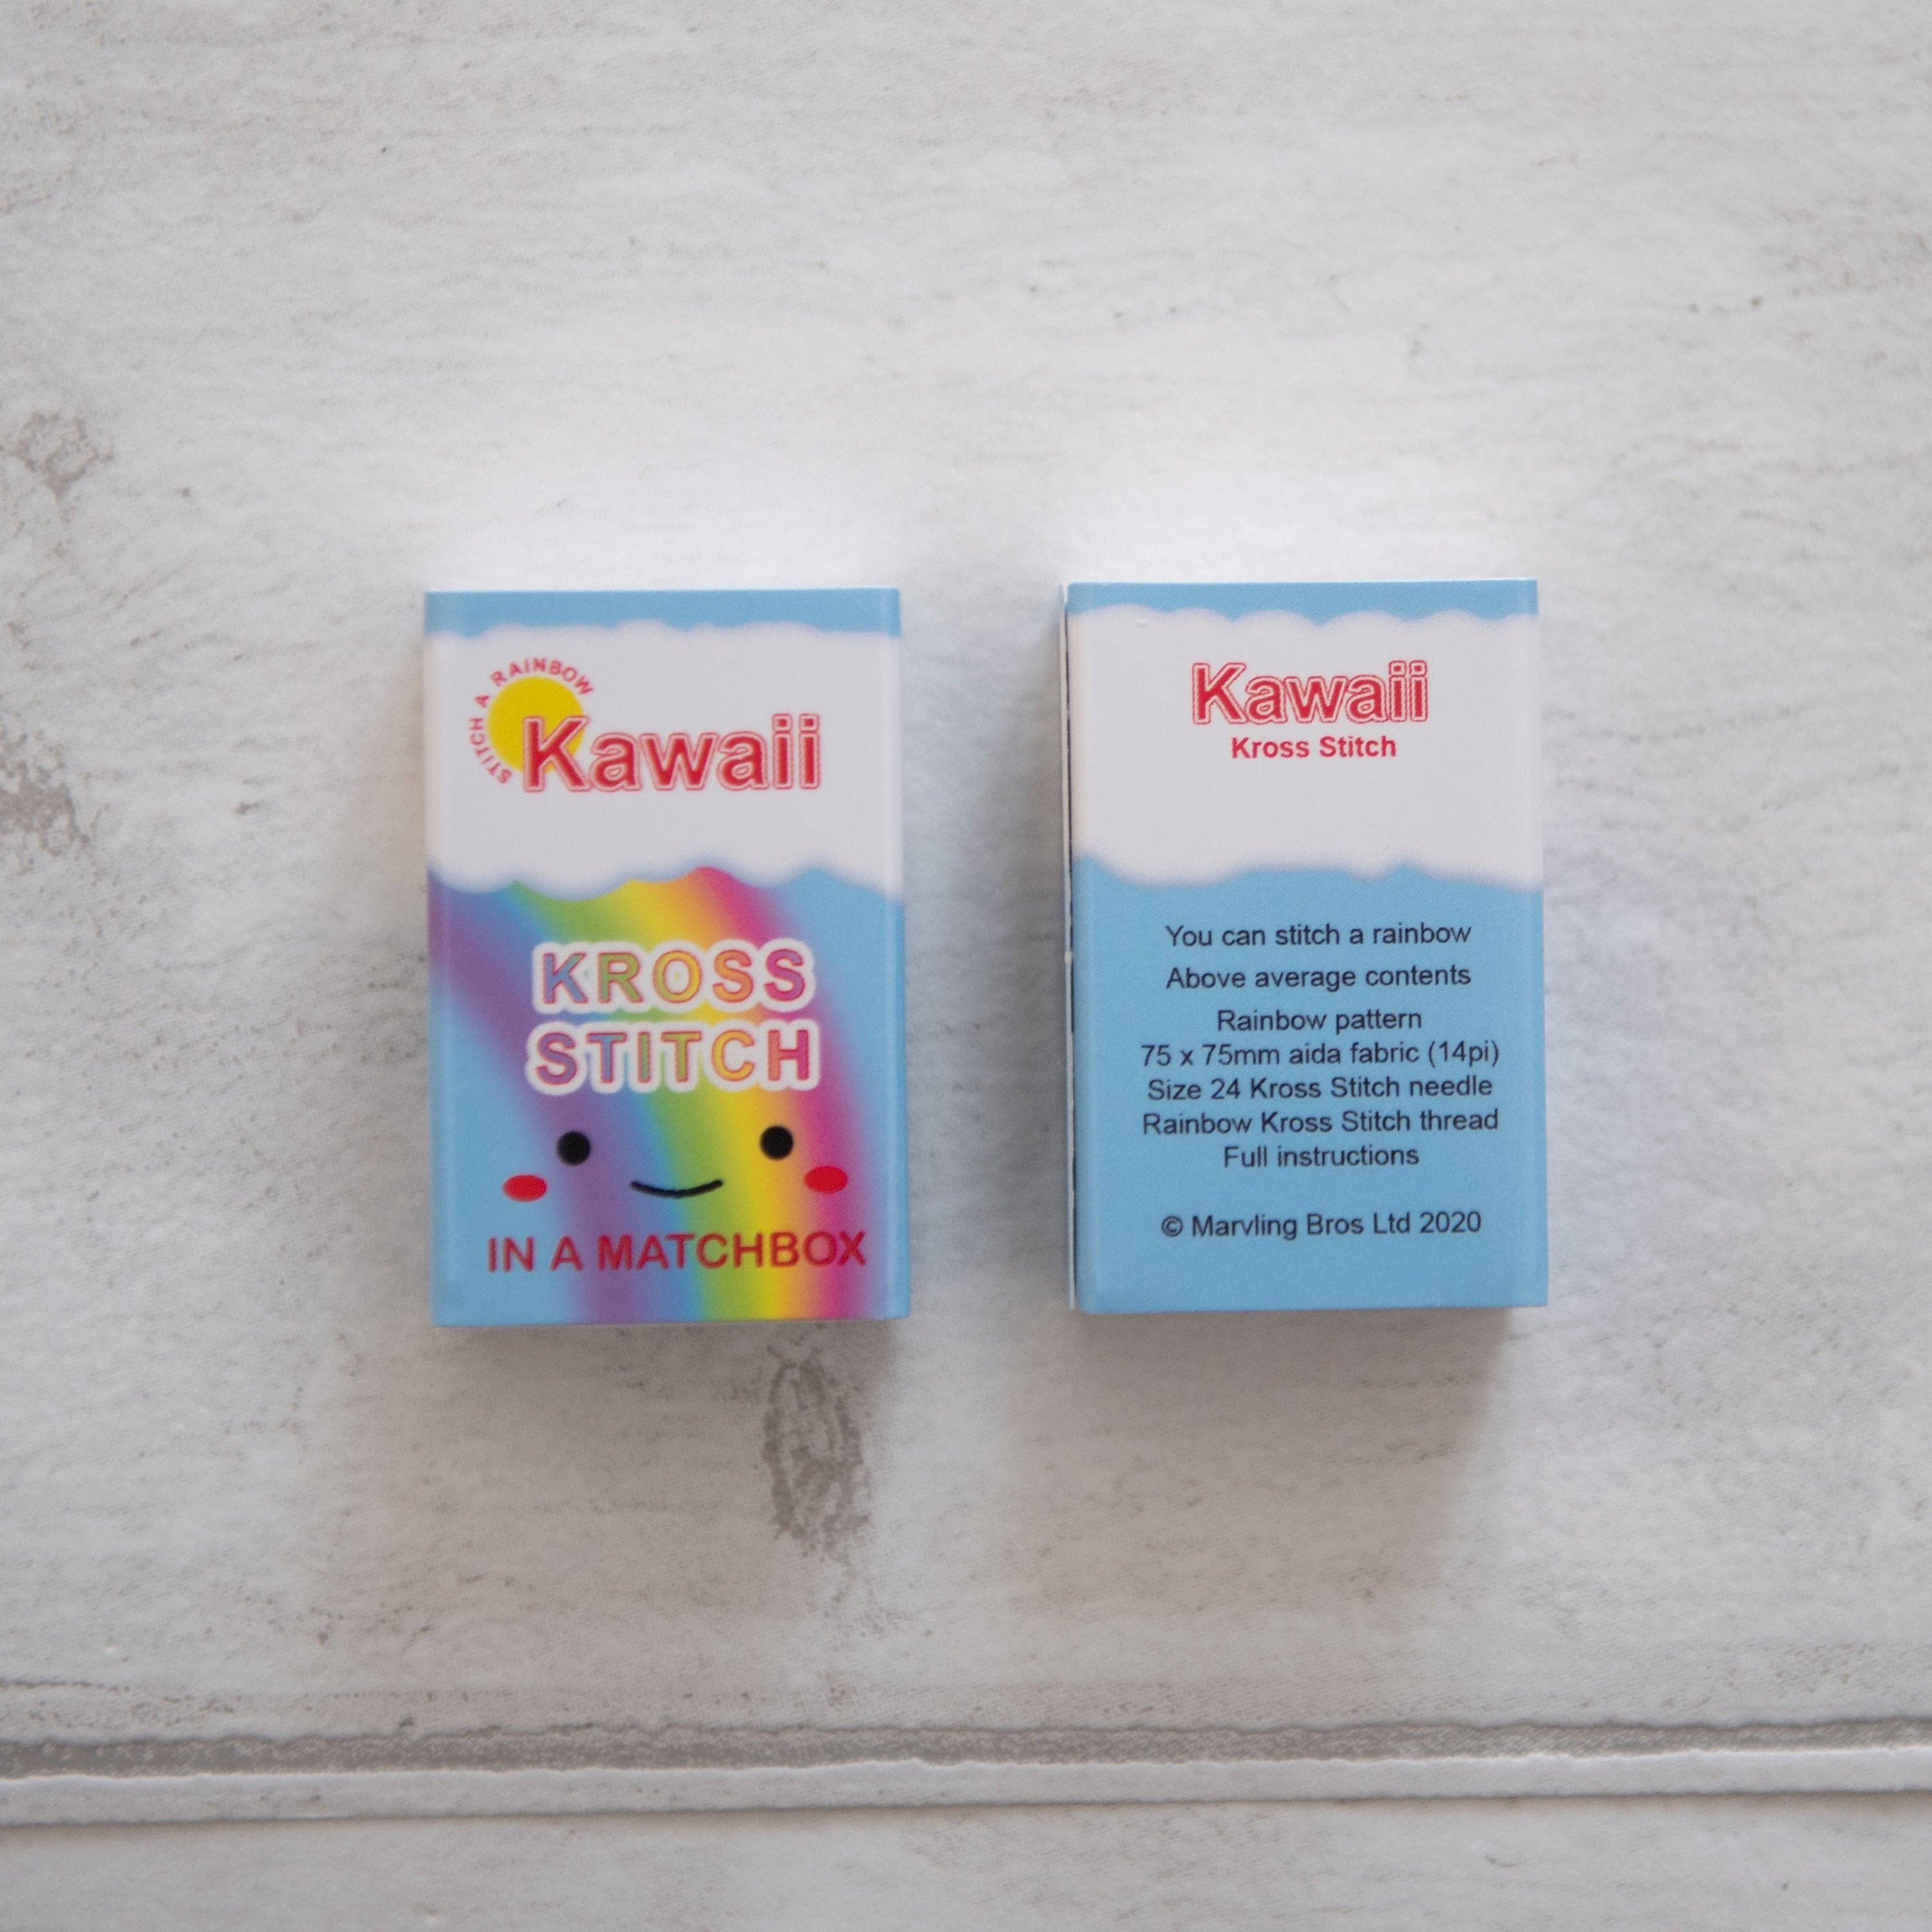 STITCH A RAINBOW
Kawaii
KROSS
STITCH
IN A MATCHBOX
Kawaii
Kross Stitch
You can stitch a rainbow
Above average contents
Rainbow pattern
75 x 75mm aida fabric (14pi)
Size 24 Kross Stitch needle
Rainbow Kross Stitch thread
Full instructions
© Marvling Bros Ltd 2020